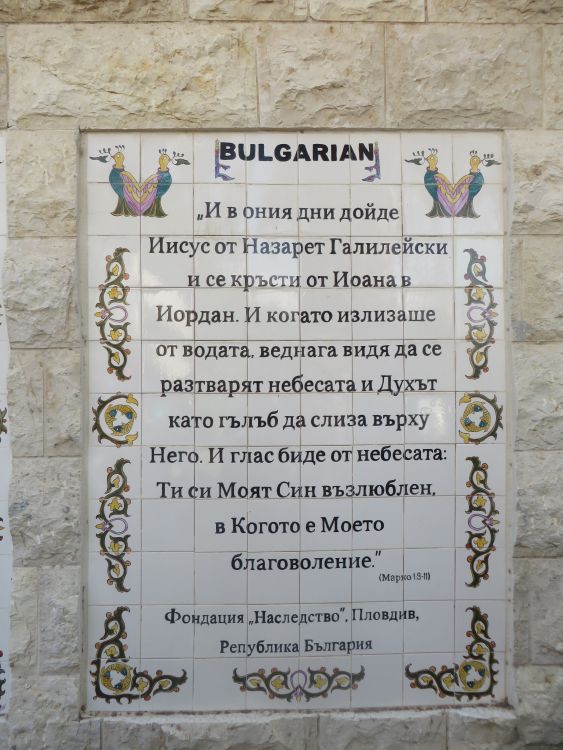 BULGARIAN
„И в ония дни дойде
Иисус от Назарет Галилейски
и се кръсти от Иоана в
Иордан. И когато излизаше
от водата, веднага видя да се
разтварят небесата и Духът
като гълъб да слиза върху
Него. И глас биде от небесата:
Ти си Моят Син възлюблен,
в Когото е Моето
благоволение."
(Марко 1:9-11)
Фондация „Наследство", Пловдив,
Република България